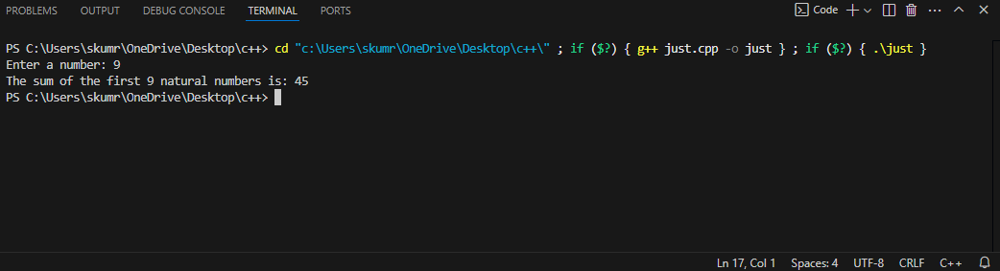 PROBLEMS OUTPUT DEBUG CONSOLE TERMINAL PORTS Code
PS C:\Users\skumr\OneDrive\Desktop\c++> cd "c:\Users\skumr\OneDrive\Desktop\c++\" ; if ($?) { g++ just.cpp -o just } ; if ($?) { .\just }
Enter a number: 9
The sum of the first 9 natural numbers is: 45
PS C:\Users\skumr\OneDrive\Desktop\c++>
Ln 17, Col 1 Spaces: 4 UTF-8 CRLF C++